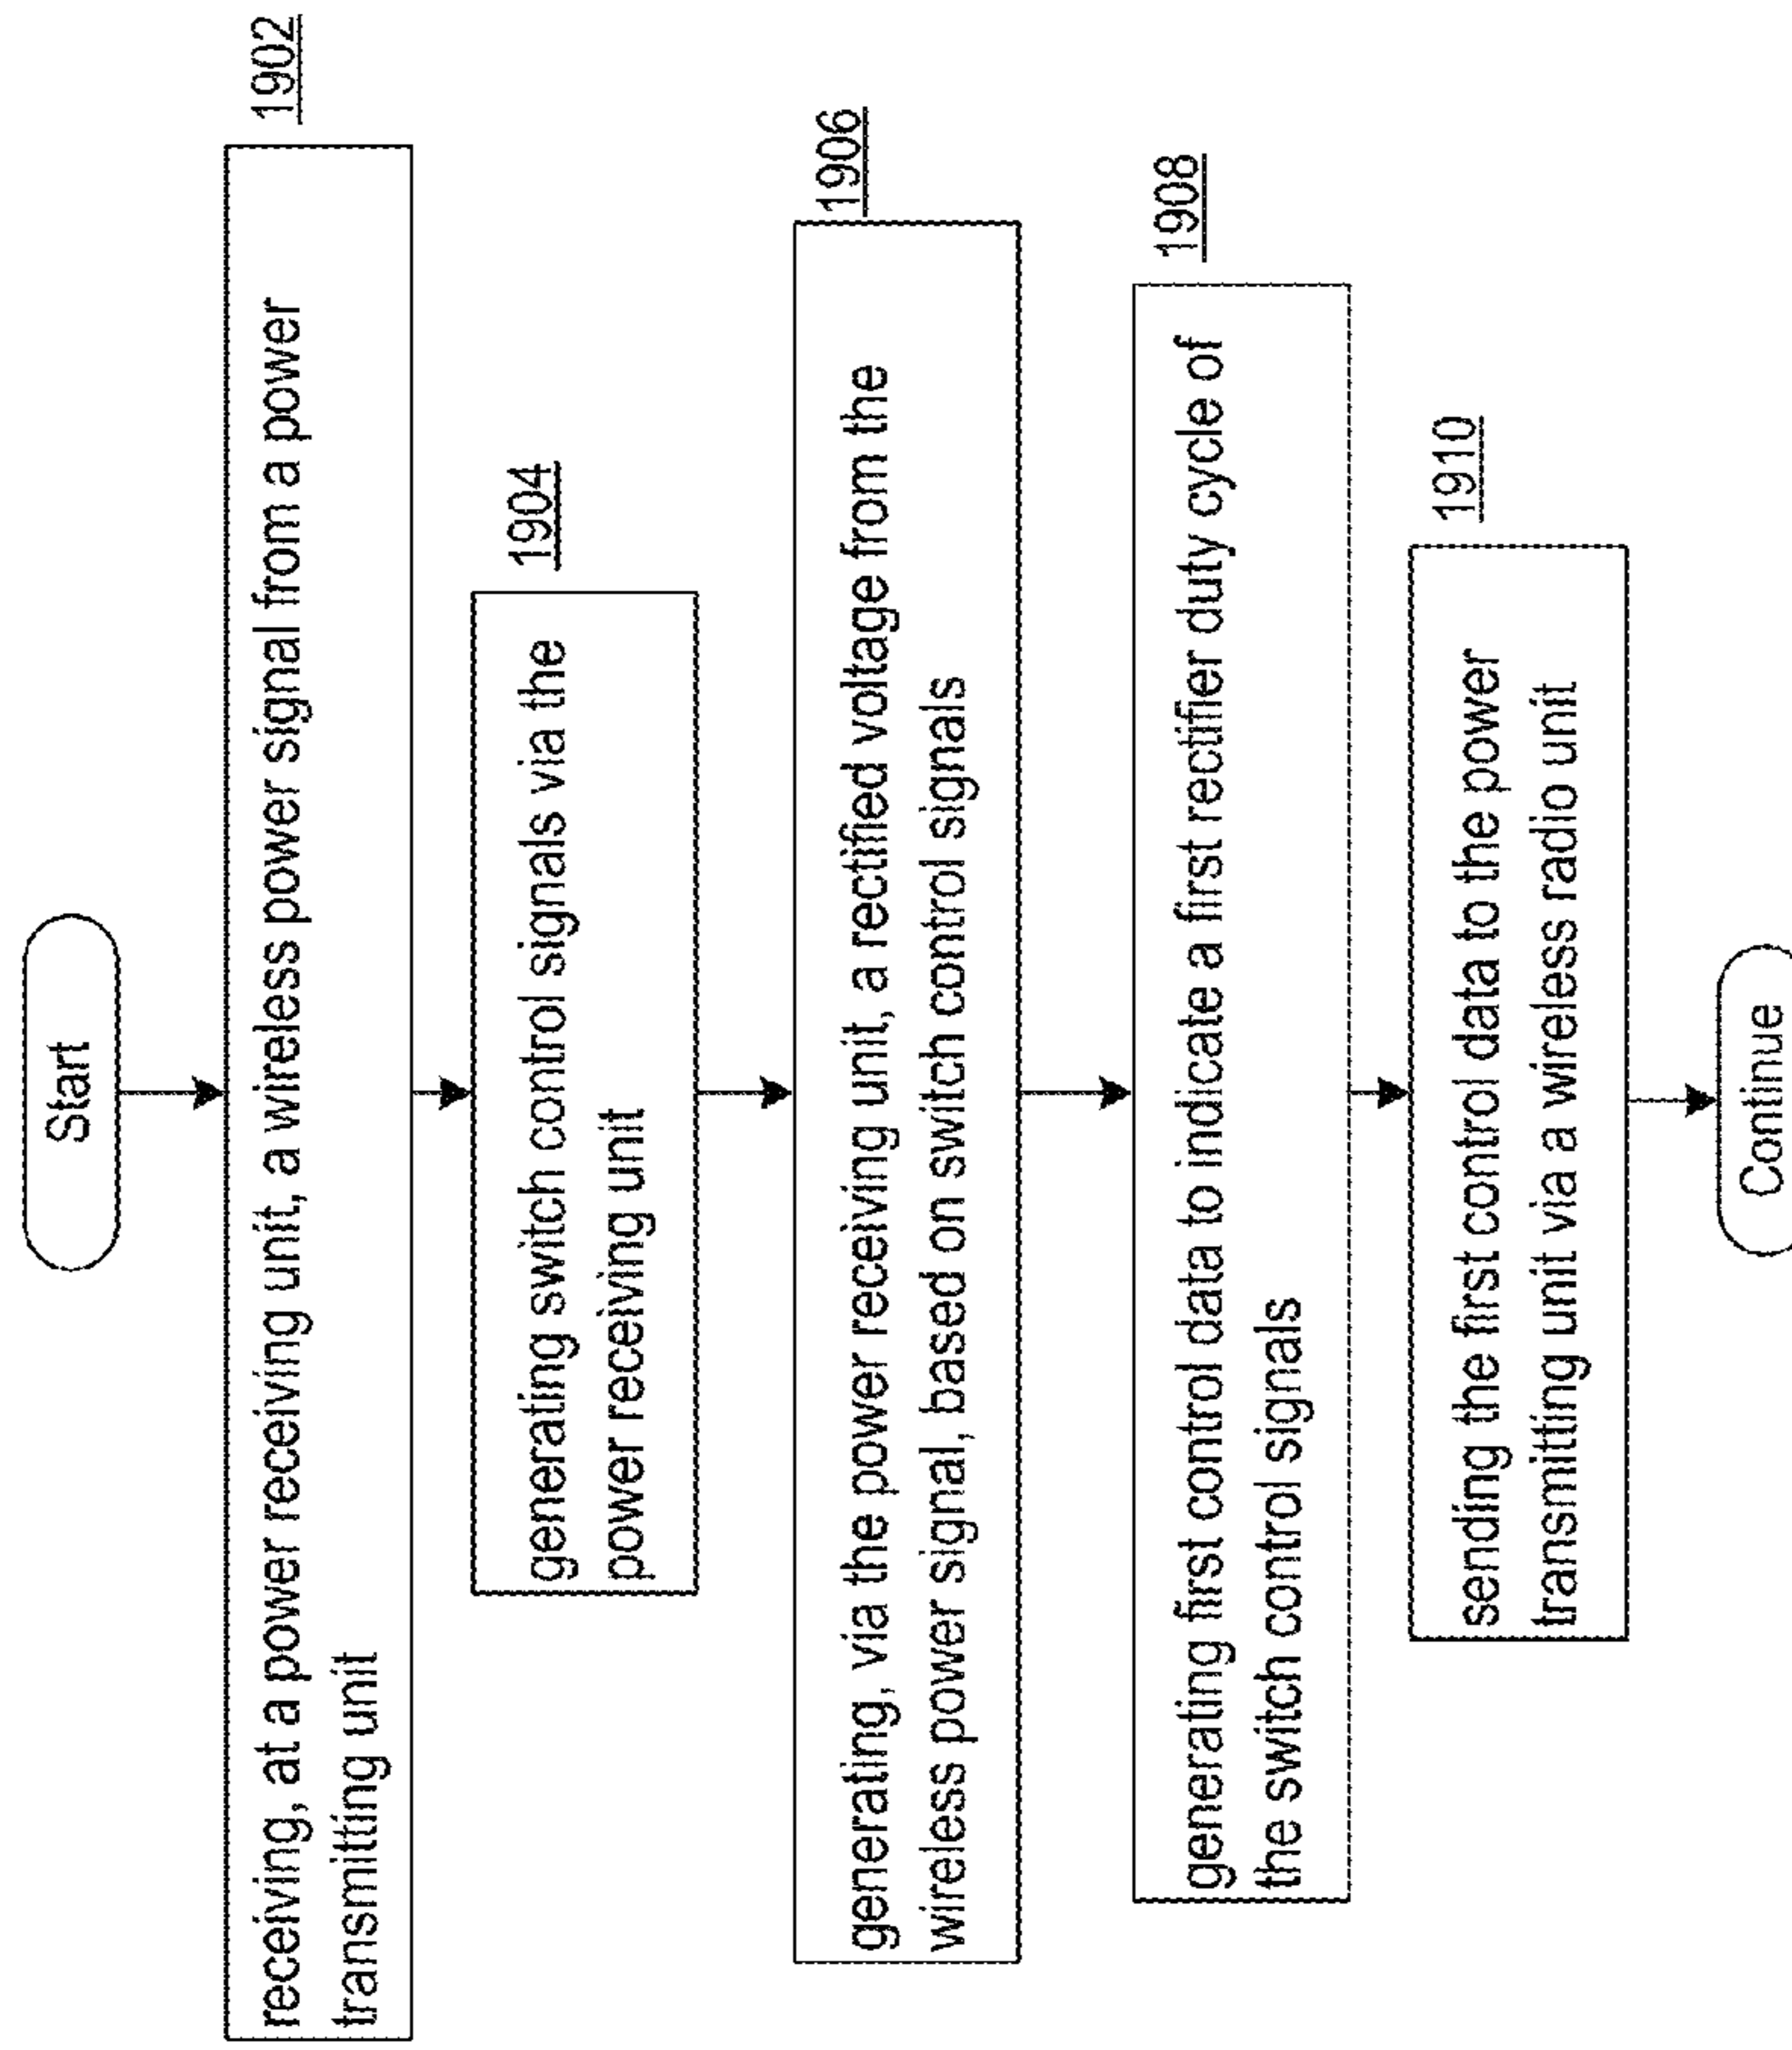 Start
1902
receiving, at a power receiving unit, a wireless power signal from a power
transmitting unit
1904
generating switch control signals via the
power receiving unit
1906
generating, via the power receiving unit, a rectified voltage from the
wireless power signal, based on switch control signals
1908
generating first control data to indicate a first rectifier duty cycle of
the switch control signals
1910
sending the first control data to the power
transmitting unit via a wireless radio unit
Continue